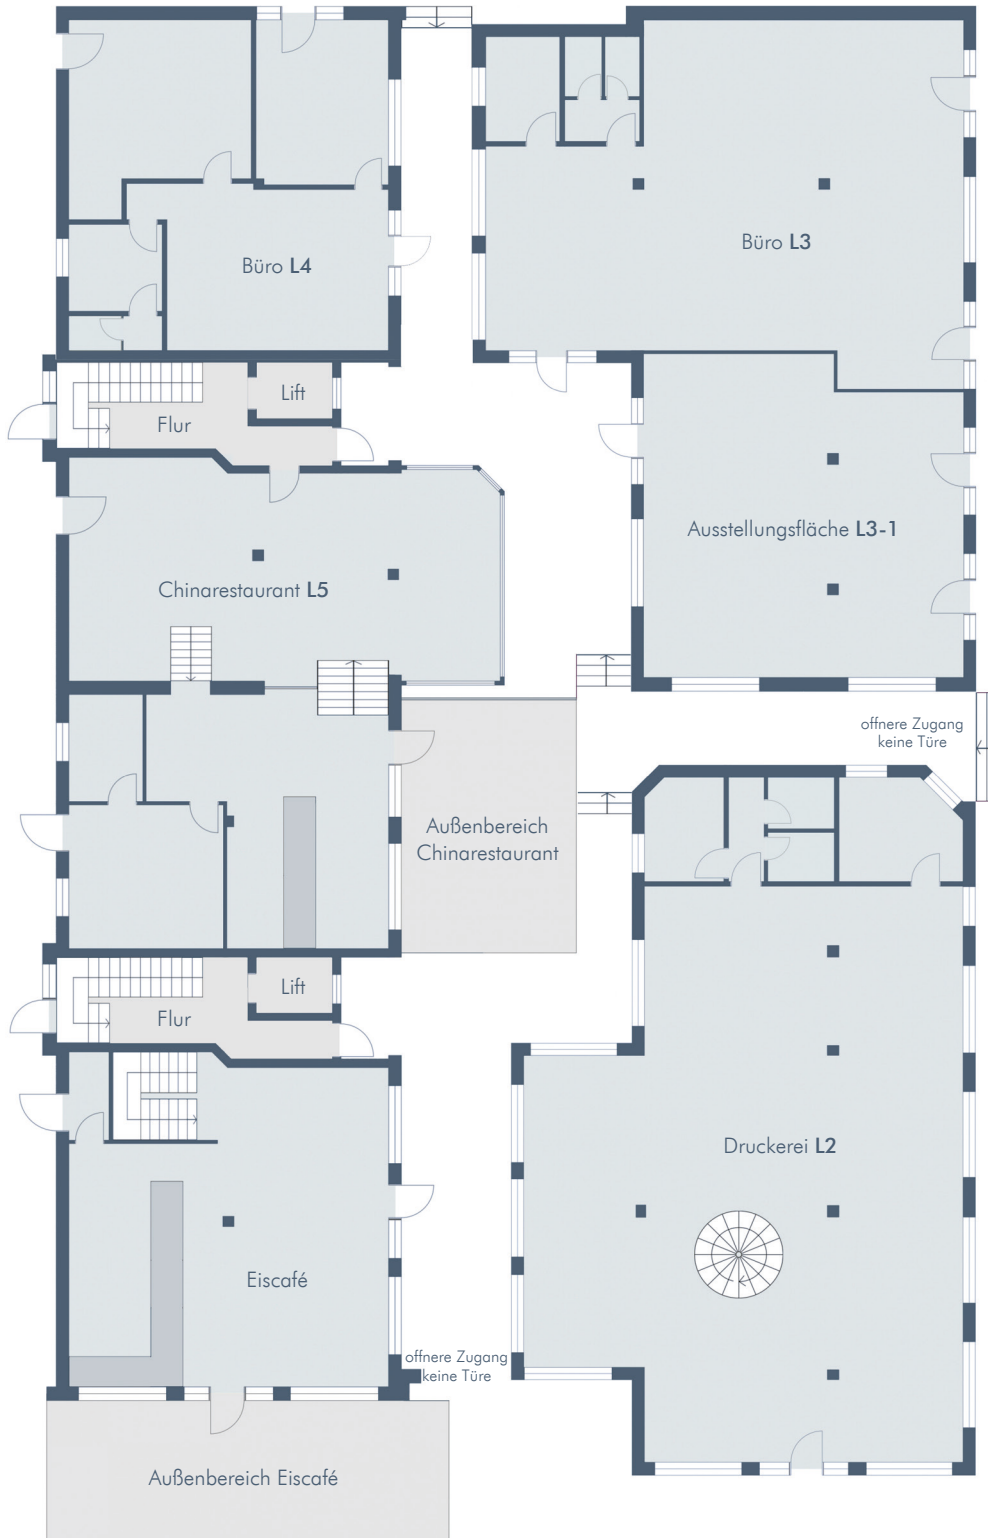 Büro L3
Büro L4
Lift
Flur
Ausstellungsfläche L3-1
Chinarestaurant L5
offnere Zugang
keine Türe
Außenbereich
Chinarestaurant
Lift
Flur
Druckerei L2
Eiscafé
offnere Zugang
keine Türe
Außenbereich Eiscafé